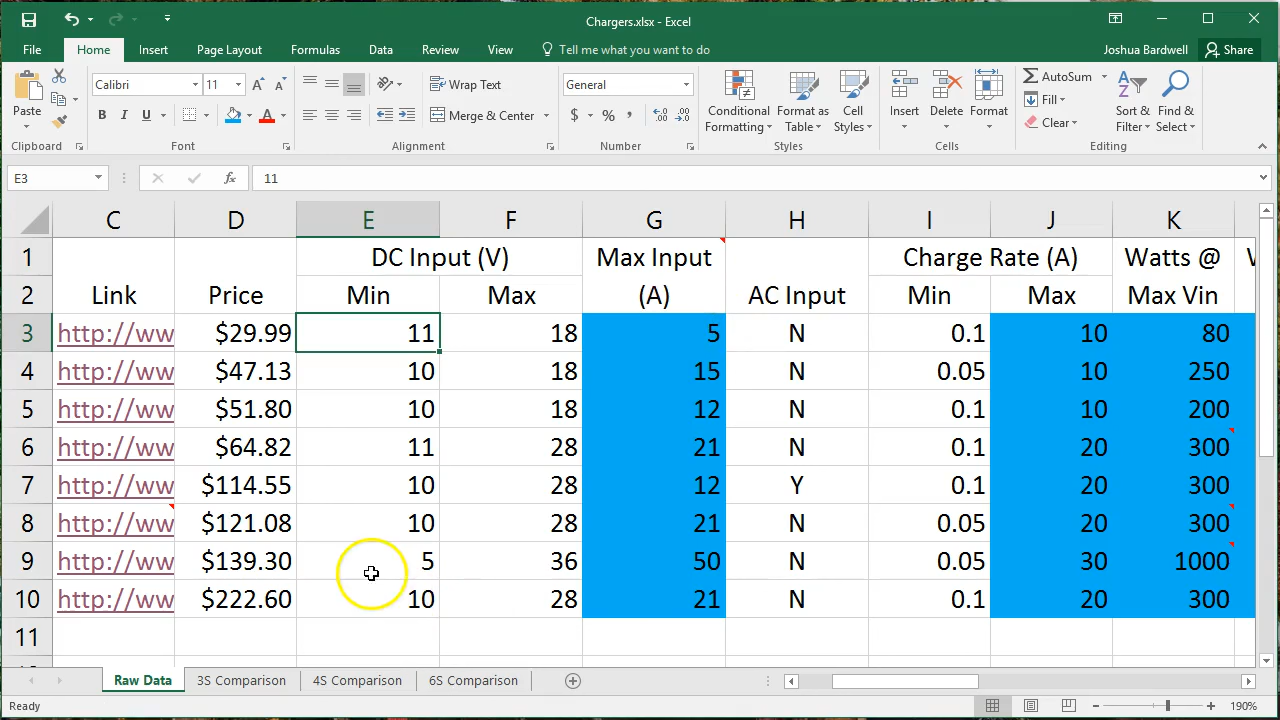 Chargers.xlsx - Excel
File Home Insert Page Layout Formulas Data Review View Tell me what you want to do Joshua Bardwell Share
Calibri 11 Wrap Text General AutoSum
Fill
Paste B I U Merge & Center $ % , Conditional Formatting Format as Table Cell Styles Insert Delete Format Clear Sort & Filter Find & Select
Clipboard Font Alignment Number Styles Cells Editing
E3 fx 11
C D E F G H I J K
1 DC Input (V) Max Input Charge Rate (A) Watts @
2 Link Price Min Max (A) AC Input Min Max Max Vin
3 http://ww $29.99 11 18 5 N 0.1 10 80
4 http://ww $47.13 10 18 15 N 0.05 10 250
5 http://ww $51.80 10 18 12 N 0.1 10 200
6 http://ww $64.82 11 28 21 N 0.1 20 300
7 http://ww $114.55 10 28 12 Y 0.1 20 300
8 http://ww $121.08 10 28 21 N 0.05 20 300
9 http://ww $139.30 5 36 50 N 0.05 30 1000
10 http://ww $222.60 10 28 21 N 0.1 20 300
11
Raw Data 3S Comparison 4S Comparison 6S Comparison
Ready 190%